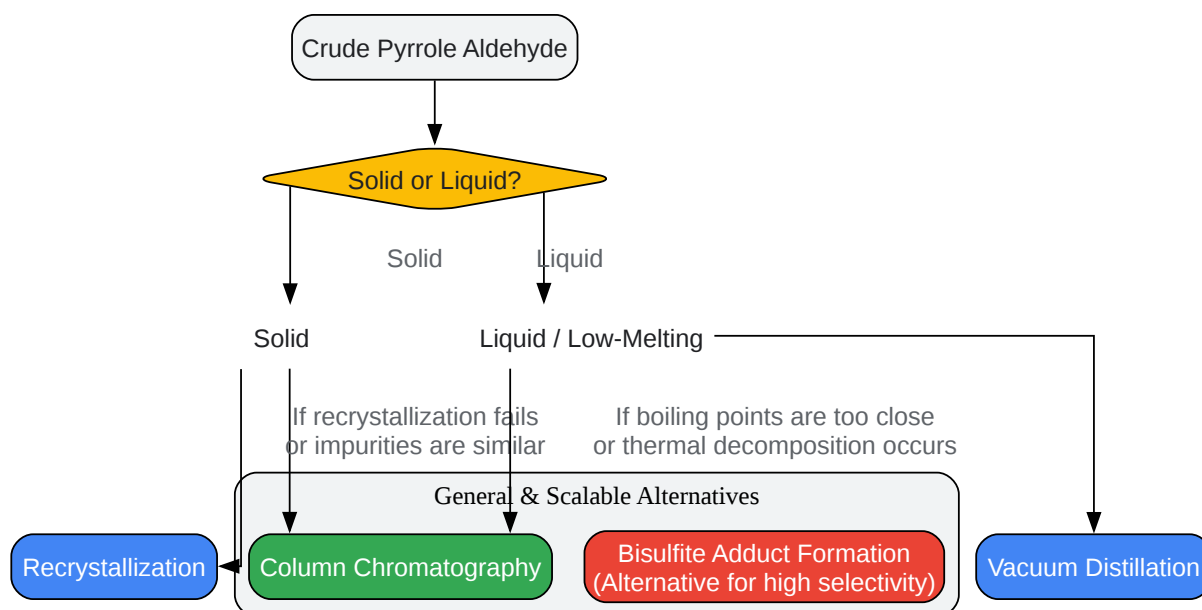 Crude Pyrrole Aldehyde
Solid or Liquid?
Solid
Liquid
Solid
Liquid / Low-Melting
If recrystallization fails
or impurities are similar
If boiling points are too close
or thermal decomposition occurs
General & Scalable Alternatives
Recrystallization
Column Chromatography
Bisulfite Adduct Formation
(Alternative for high selectivity)
Vacuum Distillation